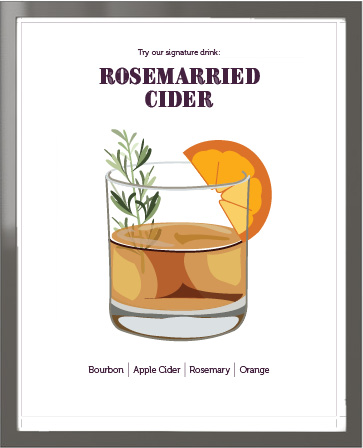 Try our signature drink:
ROSEMARRIED
CIDER
Bourbon | Apple Cider | Rosemary | Orange